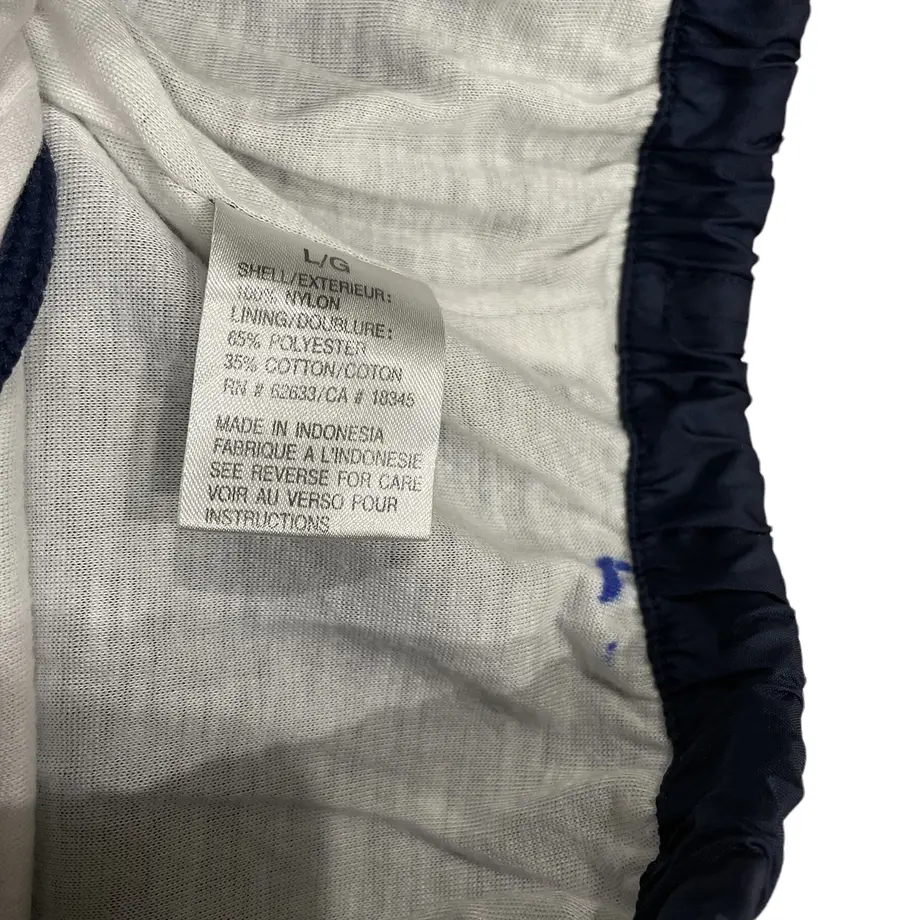 L/G
SHELL/EXTERIEUR:
100% NYLON
LINING/DOUBLURE:
65% POLYESTER
35% COTTON/COTON
RN # 62633/CA # 18345
MADE IN INDONESIA
FABRIQUE A L'INDONESIE
SEE REVERSE FOR CARE
VOIR AU VERSO POUR
INSTRUCTIONS